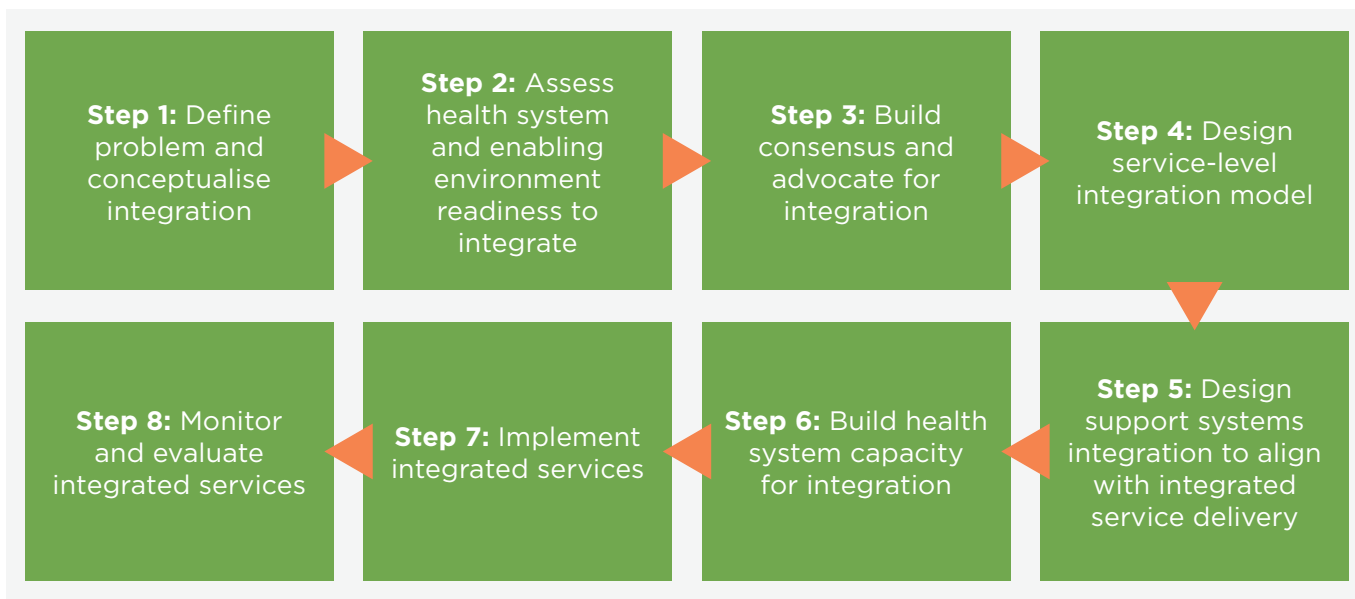 Step 1: Define
problem and
conceptualise
integration
Step 2: Assess
health system
and enabling
environment
readiness to
integrate
Step 3: Build
consensus and
advocate for
integration
Step 4: Design
service-level
integration model
Step 5: Design
support systems
integration to align
with integrated
service delivery
Step 6: Build health
system capacity
for integration
Step 7: Implement
integrated services
Step 8: Monitor
and evaluate
integrated services